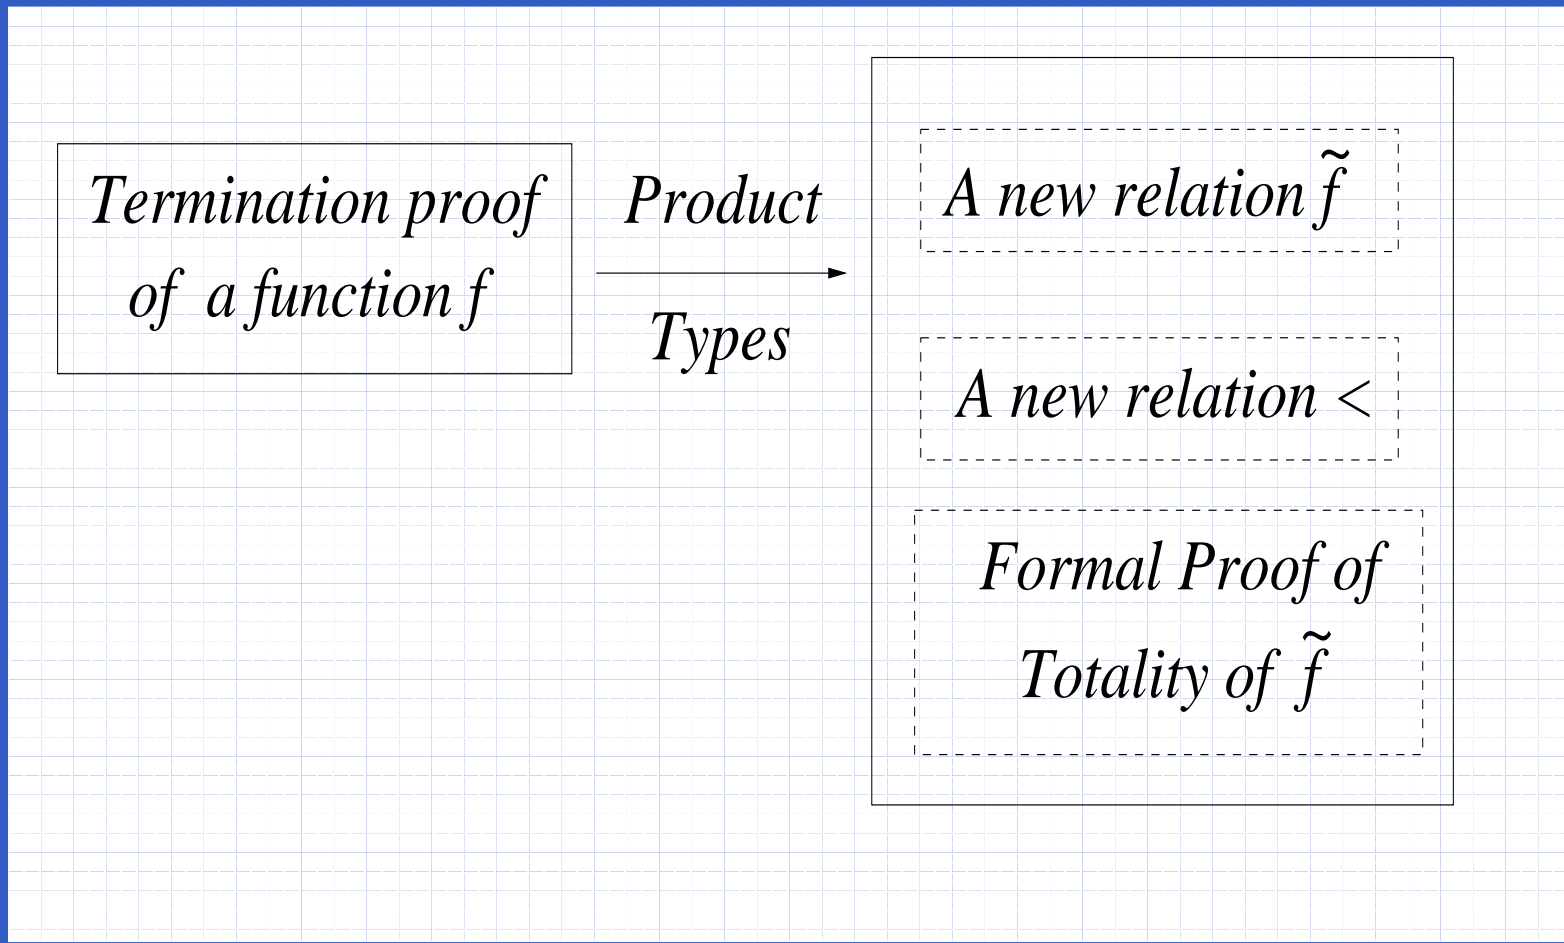 Termination proof
of a function f
Product
Types
A new relation f̃
A new relation <
Formal Proof of
Totality of f̃